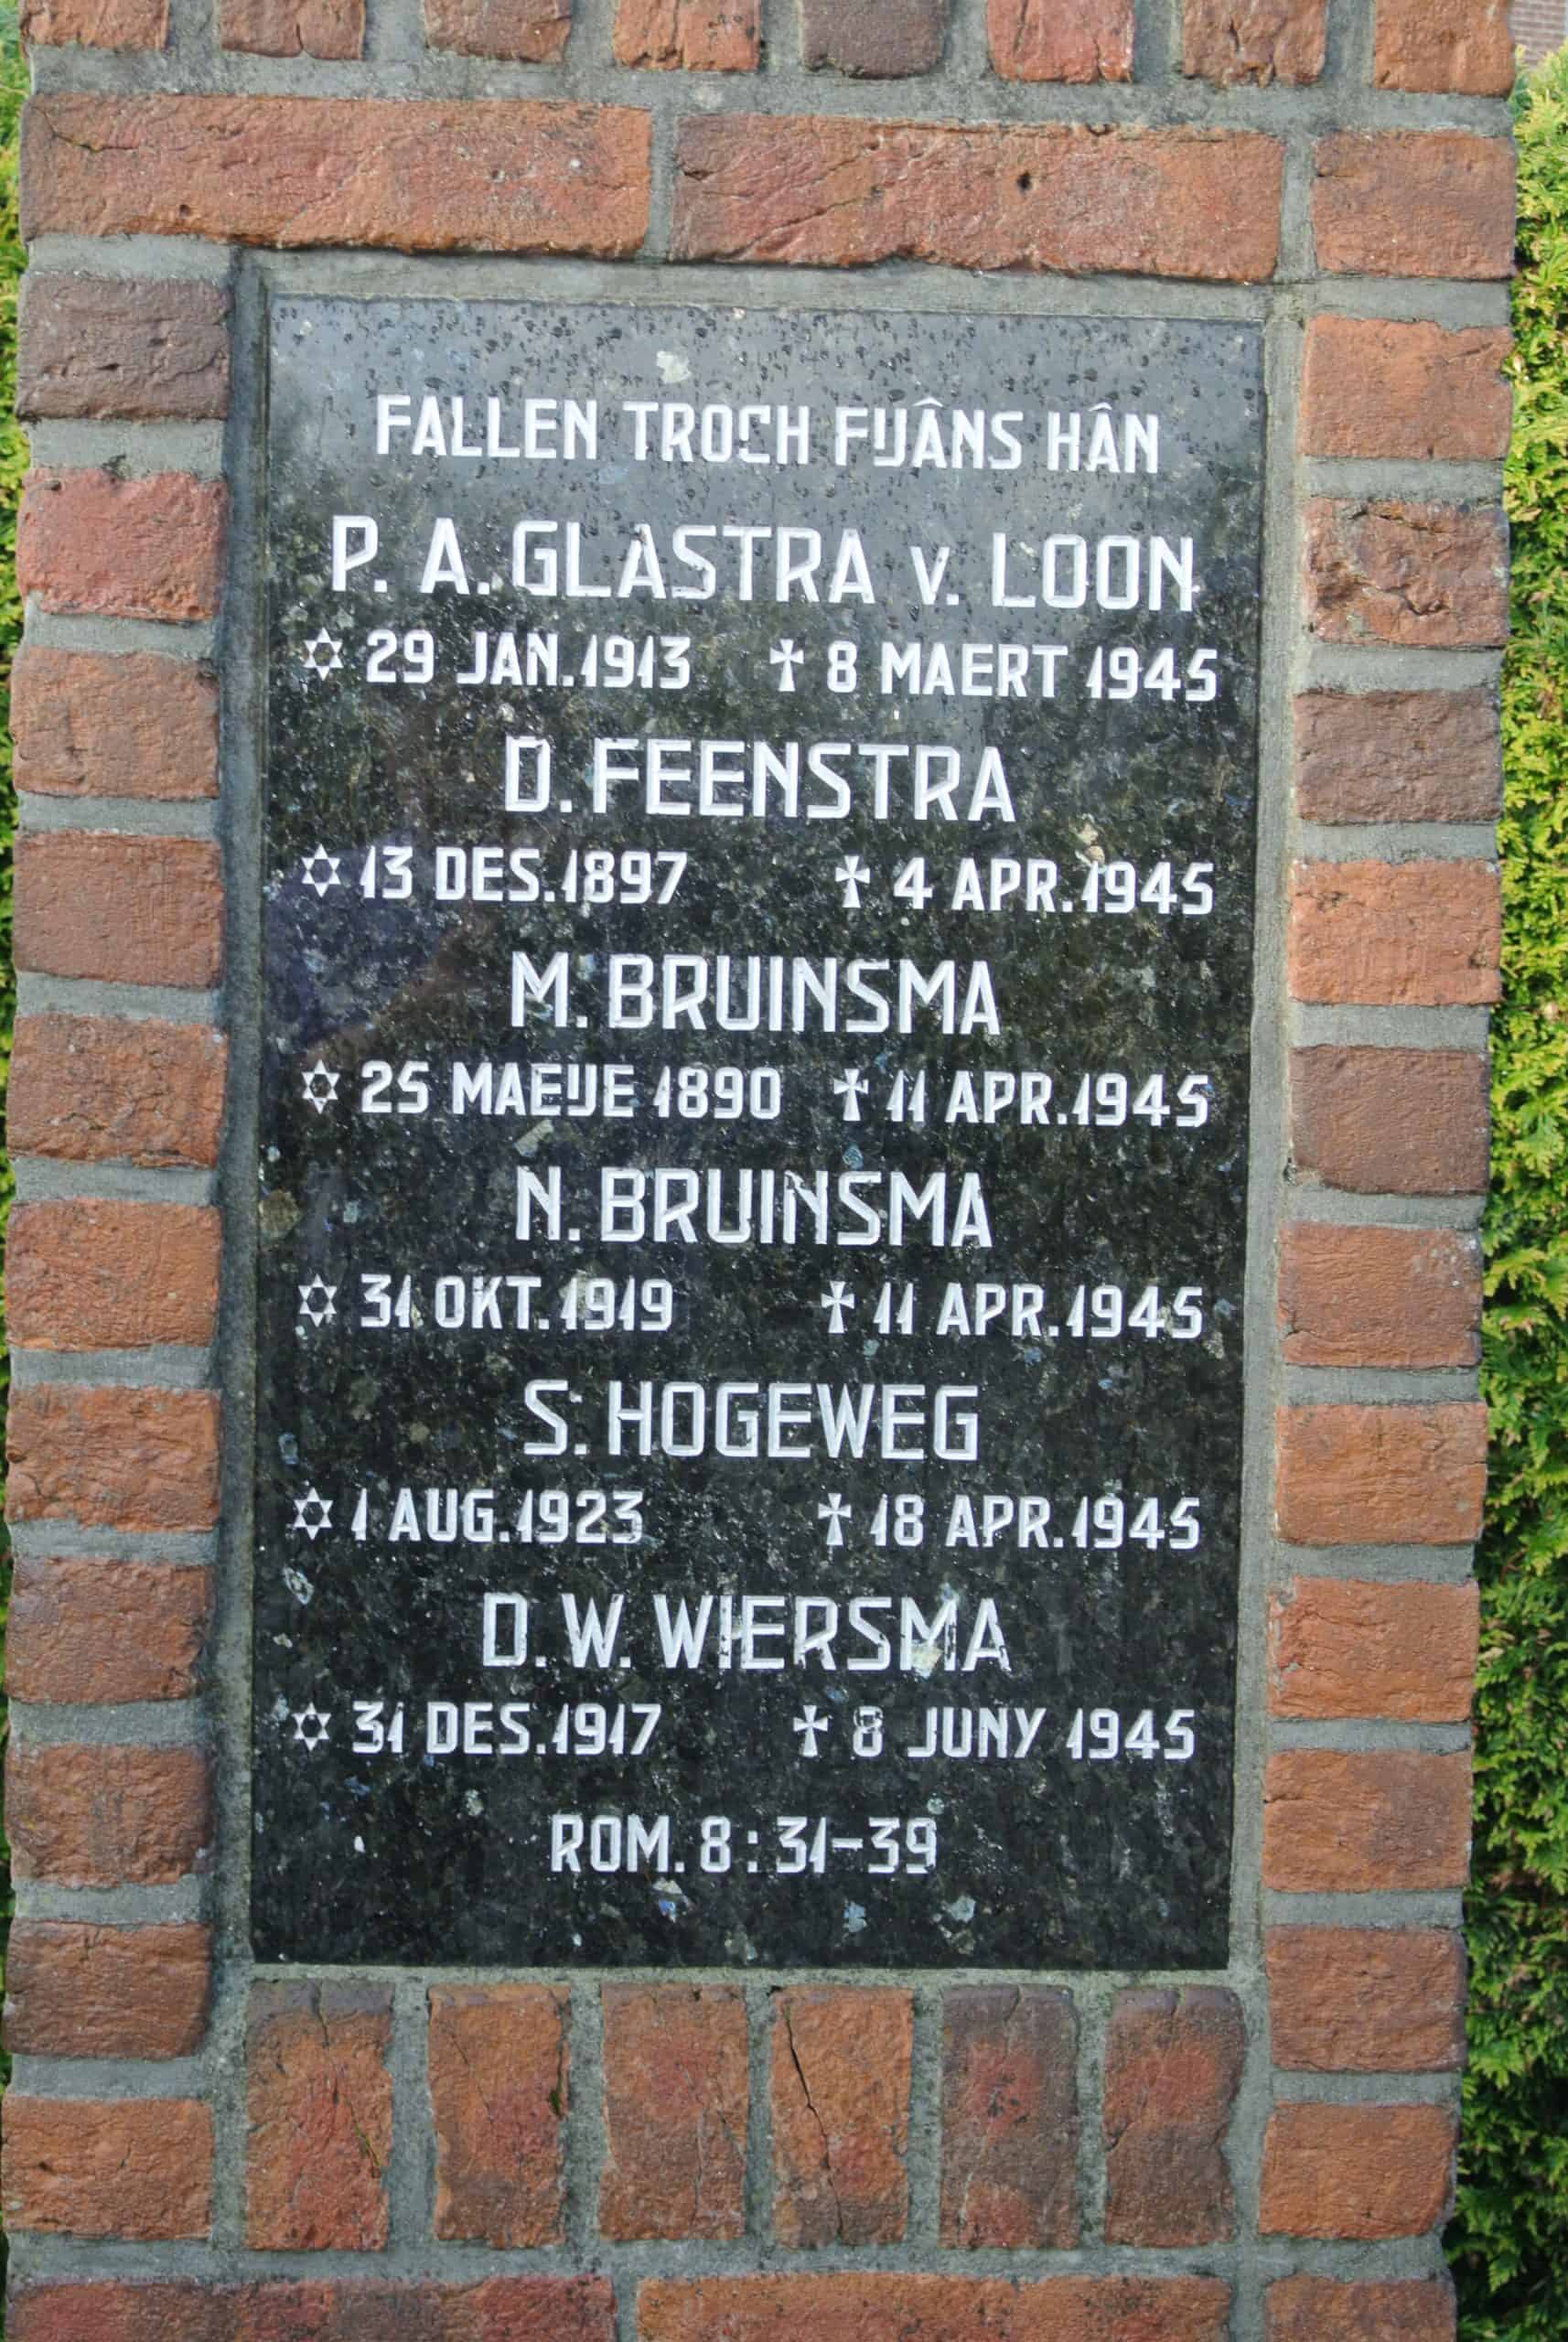 FALLEN TROCH FIJÂNS HÂN
P. A. GLASTRA v. LOON
✡ 29 JAN. 1913 ✝ 8 MAERT 1945
D. FEENSTRA
✡ 13 DES. 1897 ✝ 4 APR. 1945
M. BRUINSMA
✡ 25 MAEIJE 1890 ✝ 11 APR. 1945
N. BRUINSMA
✡ 31 OKT. 1919 ✝ 11 APR. 1945
S. HOGEWEG
✡ 1 AUG. 1923 ✝ 18 APR. 1945
D. W. WIERSMA
✡ 31 DES. 1917 ✝ 8 JUNY 1945
ROM. 8 : 31-39